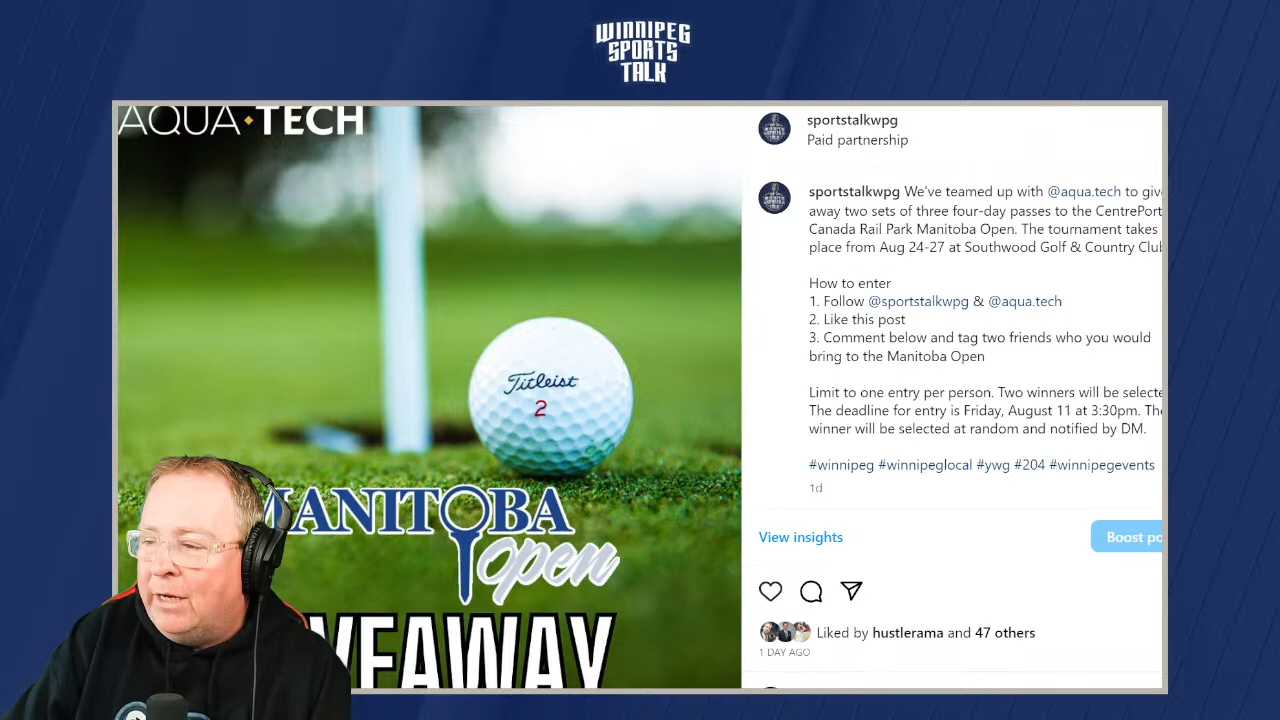 WINNIPEG
SPORTS
TALK
AQUA TECH
Titleist
2
MANITOBA
open
sportstalkwpg
Paid partnership
sportstalkwpg We've teamed up with @aqua.tech to giv
away two sets of three four-day passes to the CentrePort
Canada Rail Park Manitoba Open. The tournament takes
place from Aug 24-27 at Southwood Golf & Country Clu
How to enter
1. Follow @sportstalkwpg & @aqua.tech
2. Like this post
3. Comment below and tag two friends who you would
bring to the Manitoba Open
Limit to one entry per person. Two winners will be selecte
The deadline for entry is Friday, August 11 at 3:30pm. Th
winner will be selected at random and notified by DM.
#winnipeg #winnipeglocal #ywg #204 #winnipegevents
1d
View insights
Boost po
Liked by hustlerama and 47 others
1 DAY AGO